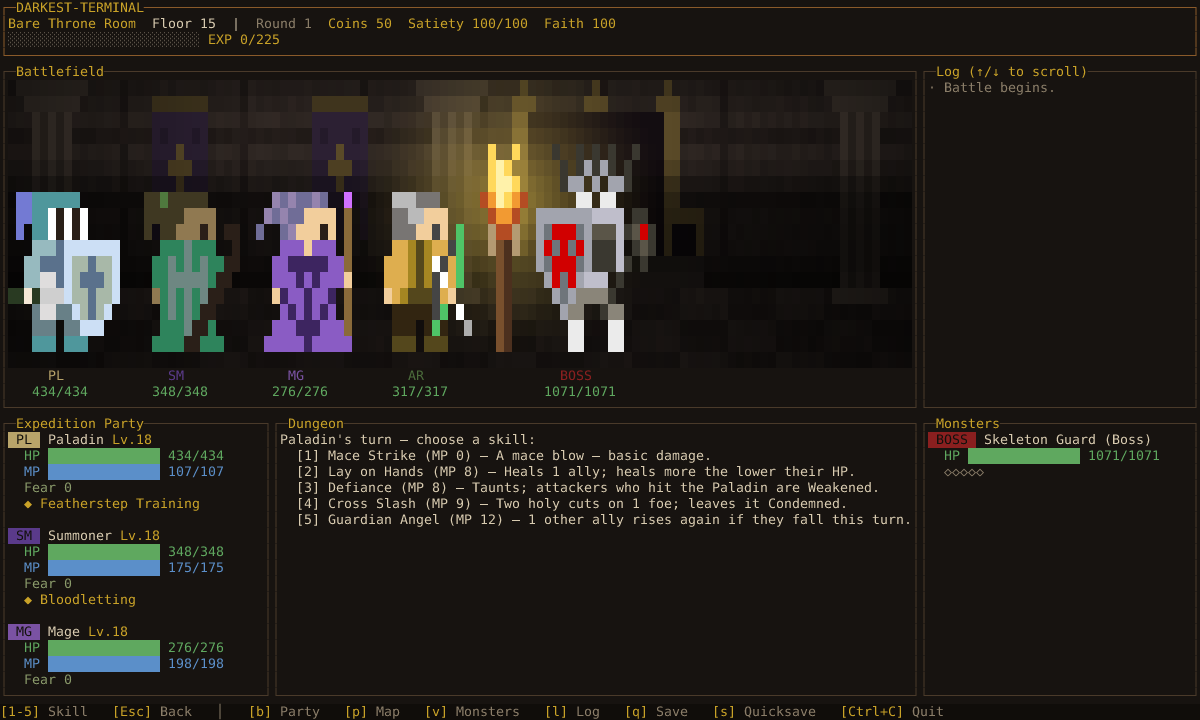 DARKEST-TERMINAL
Bare Throne Room  Floor 15  |  Round 1  Coins 50  Satiety 100/100  Faith 100
EXP 0/225
Battlefield
PL SM MG AR BOSS
434/434 348/348 276/276 317/317 1071/1071
Log (↑/↓ to scroll)
· Battle begins.
Expedition Party
PL Paladin Lv.18
HP 434/434
MP 107/107
Fear 0
◆ Featherstep Training
SM Summoner Lv.18
HP 348/348
MP 175/175
Fear 0
◆ Bloodletting
MG Mage Lv.18
HP 276/276
MP 198/198
Fear 0
Dungeon
Paladin's turn — choose a skill:
[1] Mace Strike (MP 0) — A mace blow — basic damage.
[2] Lay on Hands (MP 8) — Heals 1 ally; heals more the lower their HP.
[3] Defiance (MP 8) — Taunts; attackers who hit the Paladin are Weakened.
[4] Cross Slash (MP 9) — Two holy cuts on 1 foe; leaves it Condemned.
[5] Guardian Angel (MP 12) — 1 other ally rises again if they fall this turn.
Monsters
BOSS Skeleton Guard (Boss)
HP 1071/1071
◇◇◇◇◇
[1-5] Skill  [Esc] Back  │  [b] Party  [p] Map  [v] Monsters  [l] Log  [q] Save  [s] Quicksave  [Ctrl+C] Quit